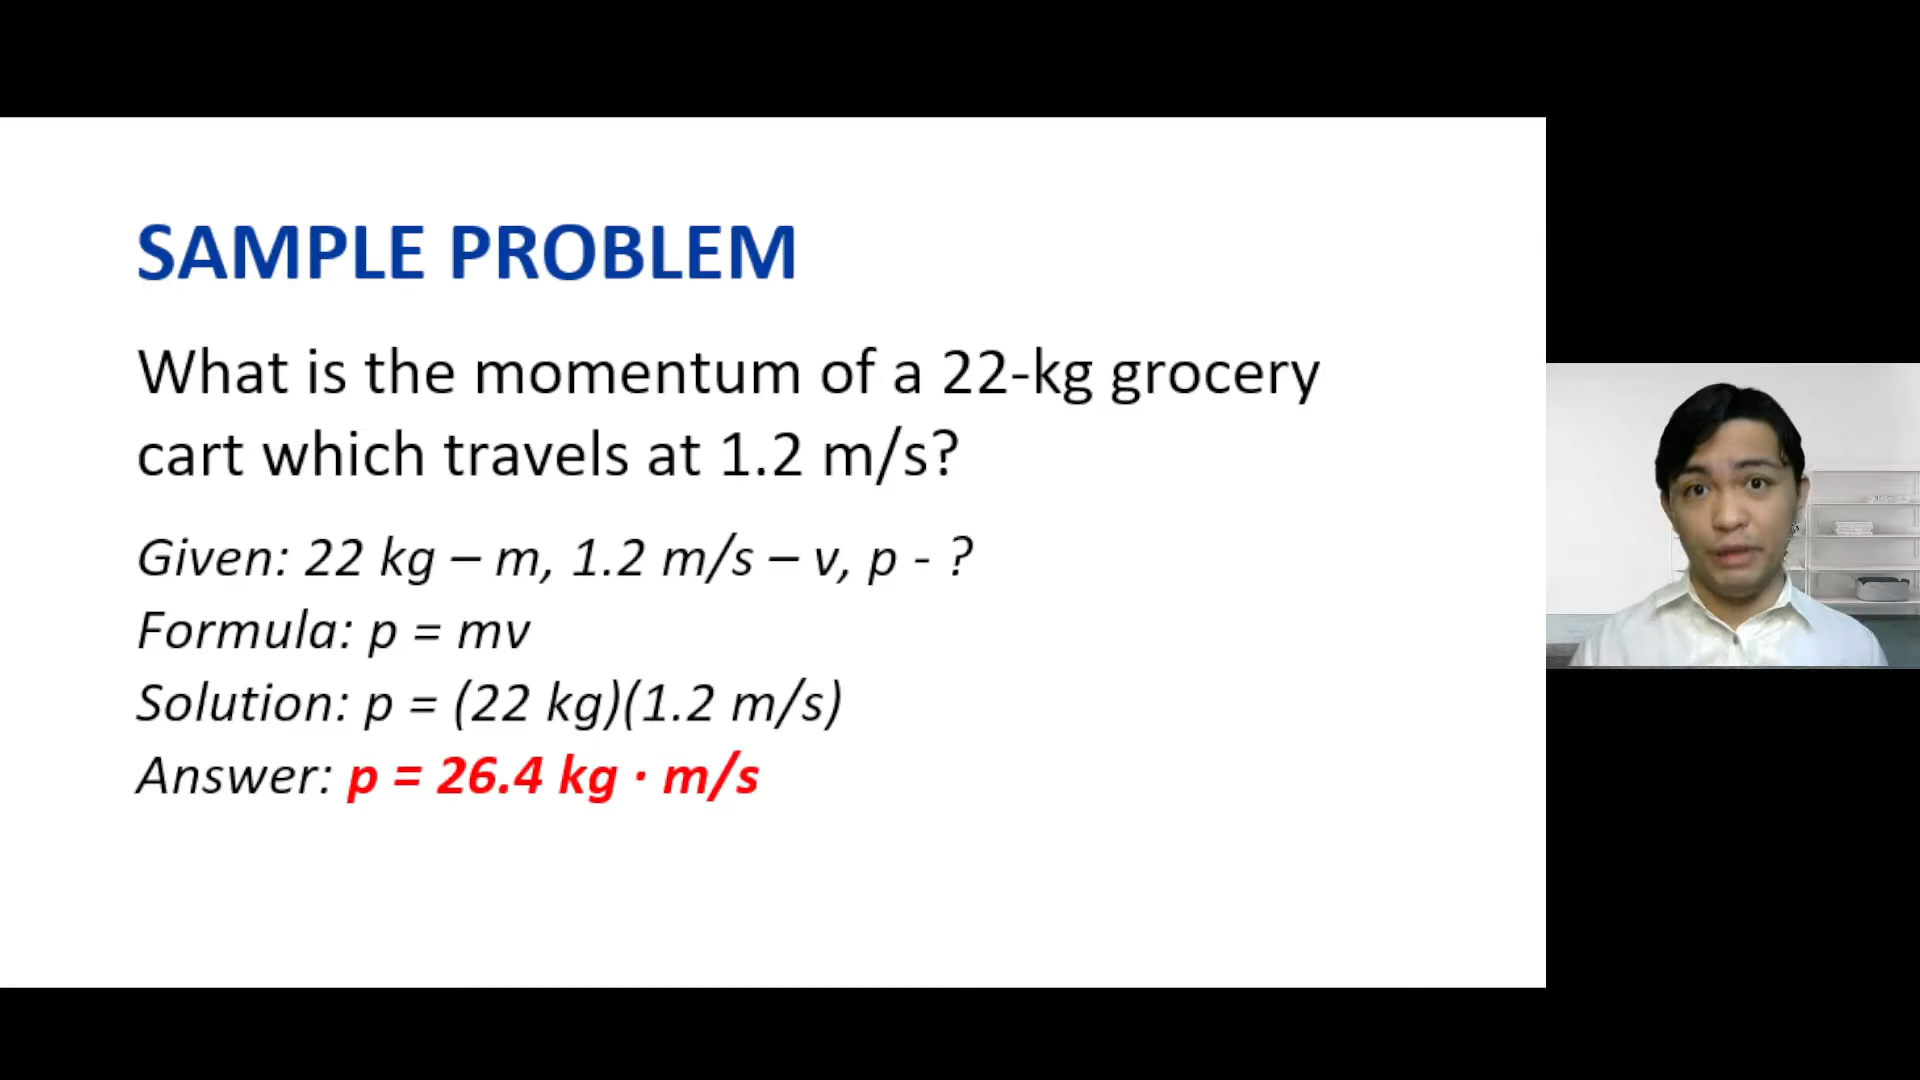 SAMPLE PROBLEM
What is the momentum of a 22-kg grocery
cart which travels at 1.2 m/s?
Given: 22 kg – m, 1.2 m/s – v, p - ?
Formula: p = mv
Solution: p = (22 kg)(1.2 m/s)
Answer: p = 26.4 kg · m/s